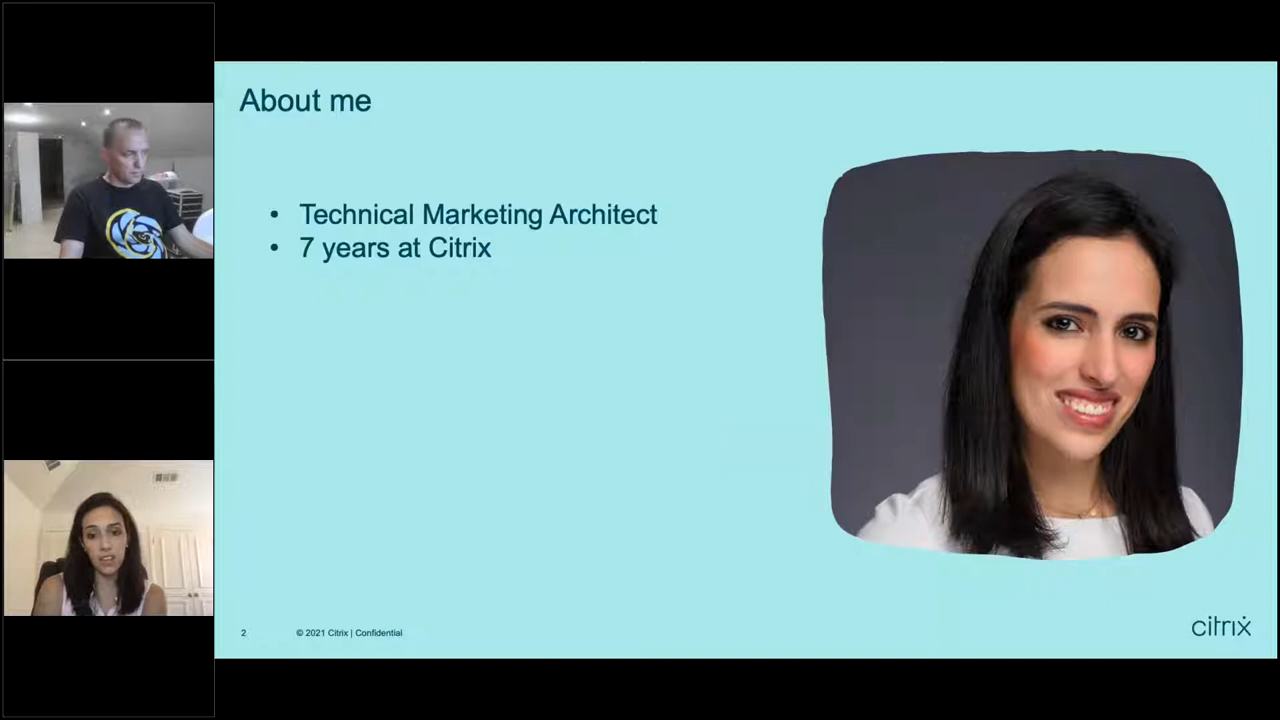 About me
• Technical Marketing Architect
• 7 years at Citrix
2
© 2021 Citrix | Confidential
citrix